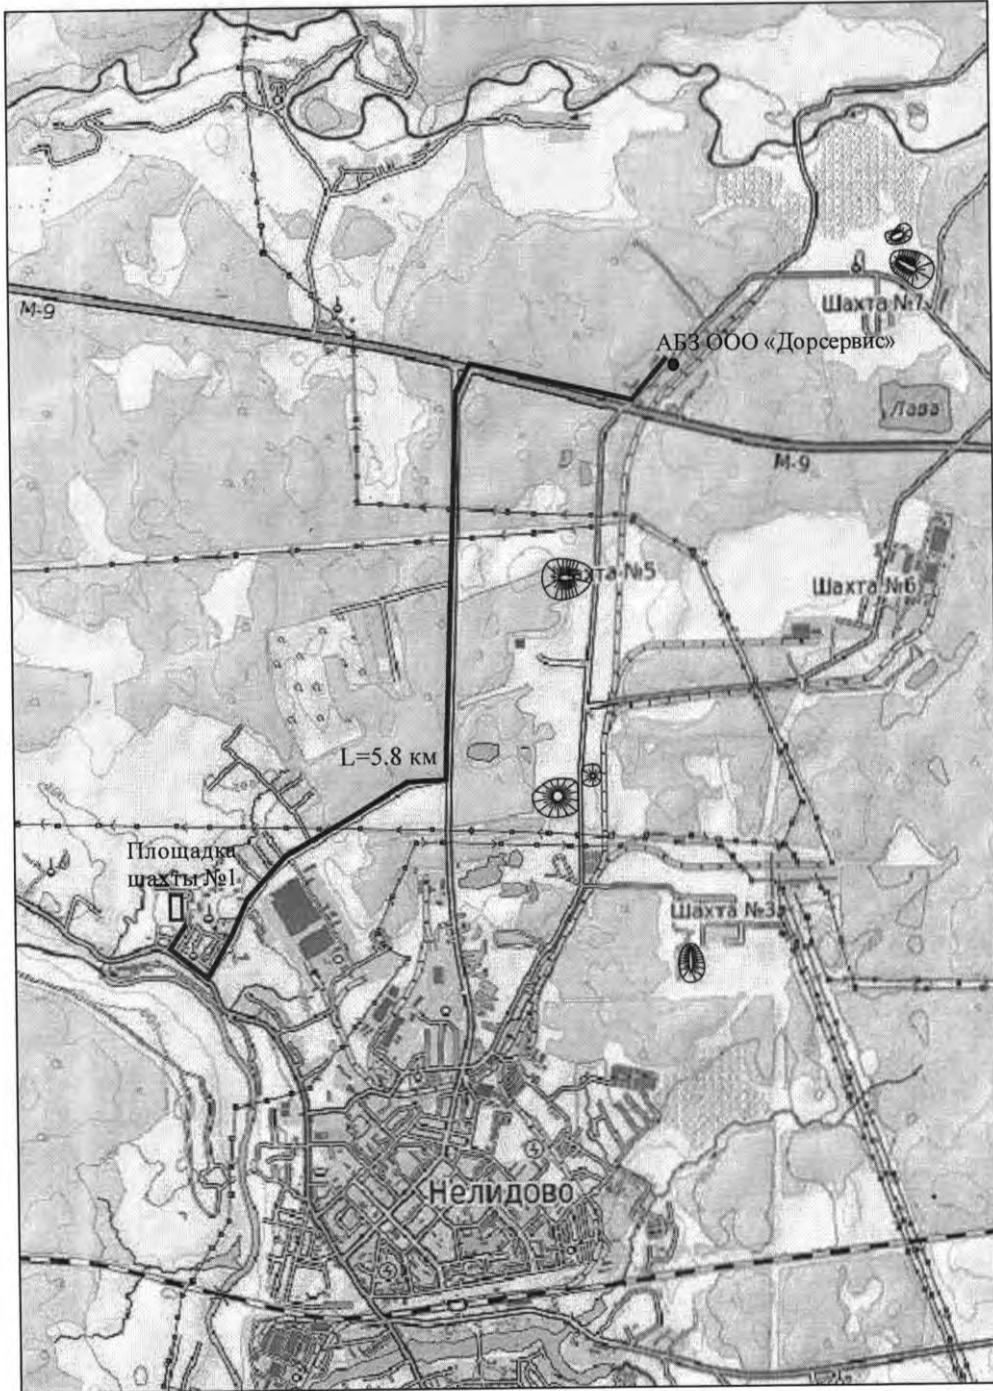 М-9
Шахта №7
АБЗ ООО «Дорсервис»
Лава
М-9
Шахта №5
Шахта №6
L=5.8 км
Площадка
шахты №1
Шахта №3
Нелидово